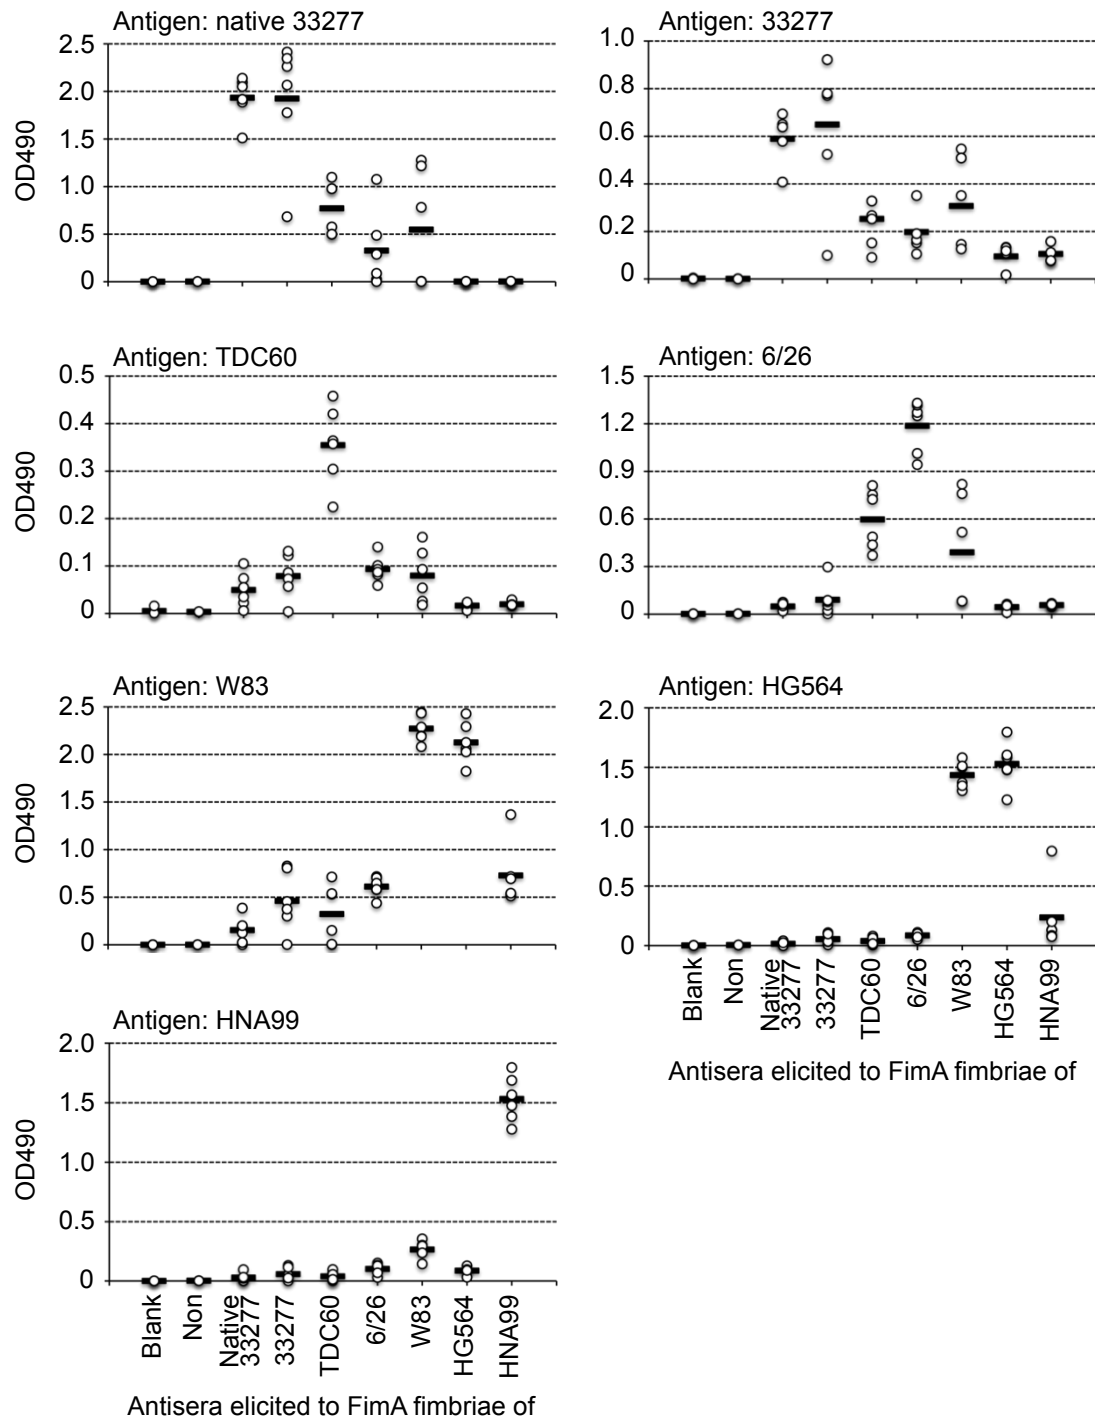 Antigen: native 33277
2.5
2.0
1.5
1.0
0.5
0
OD490
Antigen: 33277
1.0
0.8
0.6
0.4
0.2
0
Antigen: TDC60
0.5
0.4
0.3
0.2
0.1
0
OD490
Antigen: 6/26
1.5
1.2
0.9
0.6
0.3
0
Antigen: W83
2.5
2.0
1.5
1.0
0.5
0
OD490
Antigen: HG564
2.0
1.5
1.0
0.5
0
Blank
Non
Native
33277
33277
TDC60
6/26
W83
HG564
HNA99
Antisera elicited to FimA fimbriae of
Antigen: HNA99
2.0
1.5
1.0
0.5
0
OD490
Blank
Non
Native
33277
33277
TDC60
6/26
W83
HG564
HNA99
Antisera elicited to FimA fimbriae of